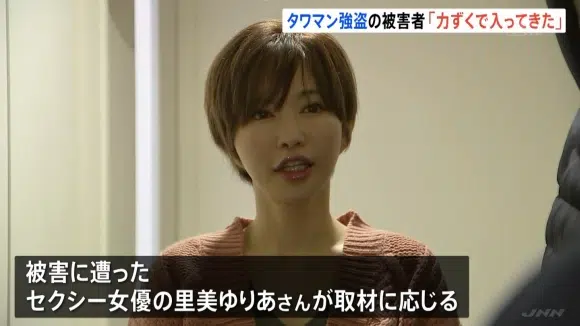 タワマン強盗の被害者「力ずくで入ってきた」
被害に遭った
セクシー女優の里美ゆりあさんが取材に応じる
JNN